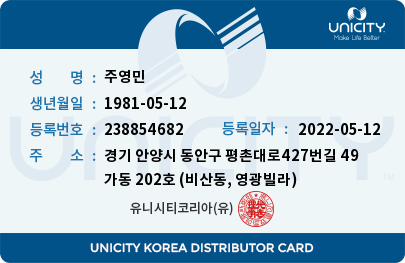 UNICITY
Make Life Better
성 명 : 주영민
생년월일 : 1981-05-12
등록번호 : 238854682 등록일자 : 2022-05-12
주 소 : 경기 안양시 동안구 평촌대로427번길 49
가동 202호 (비산동, 영광빌라)
유니시티코리아(유)
UNICITY
UNICITY KOREA DISTRIBUTOR CARD